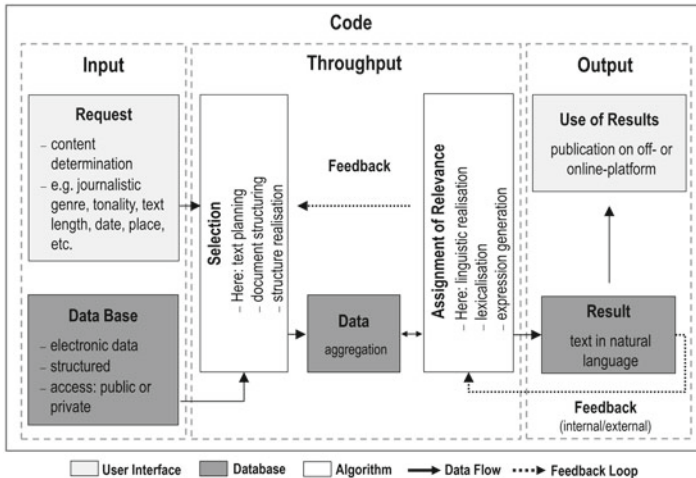 Code
Input
Throughput
Output
Request
– content
determination
– e.g. journalistic
genre, tonality, text
length, date, place,
etc.
Data Base
– electronic data
– structured
– access: public or
private
Selection
– Here: text planning
– document structuring
– structure realisation
Feedback
Data
aggregation
Assignment of Relevance
– Here: linguistic realisation
– lexicalisation
– expression generation
Use of Results
publication on off- or
online-platform
Result
text in natural
language
Feedback
(internal/external)
User Interface
Database
Algorithm
Data Flow
Feedback Loop